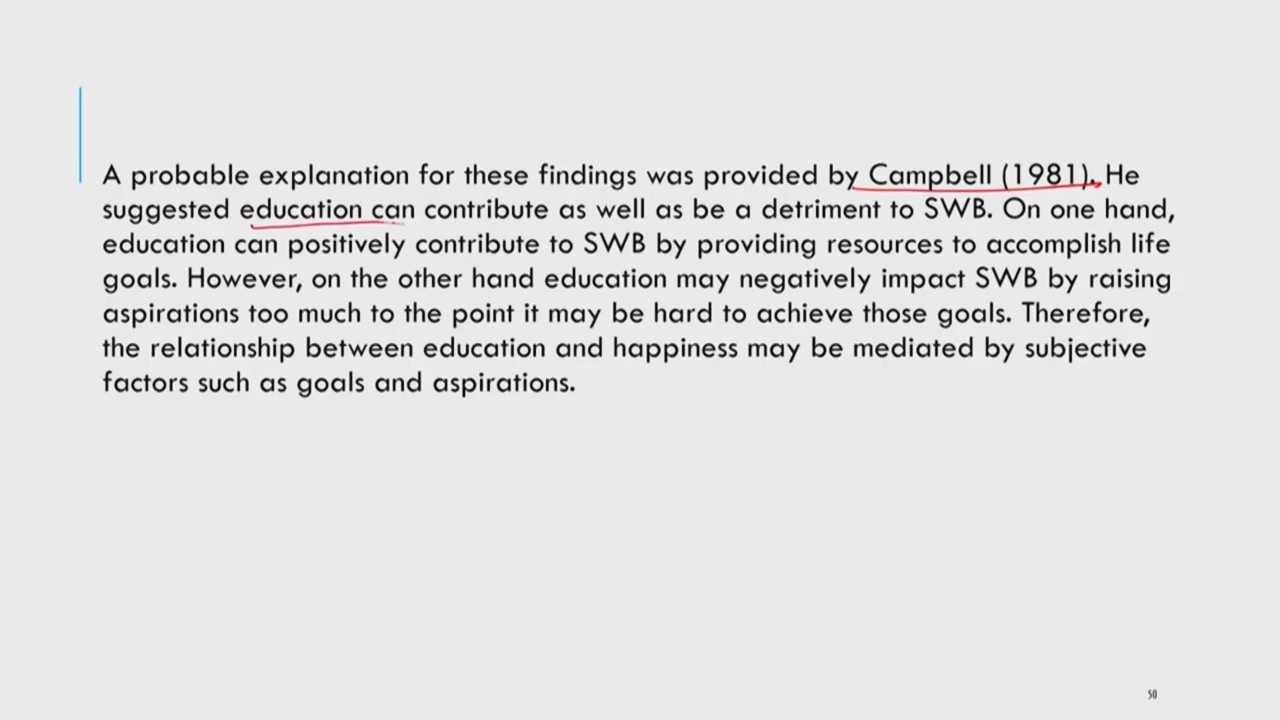 A probable explanation for these findings was provided by Campbell (1981). He
suggested education can contribute as well as be a detriment to SWB. On one hand,
education can positively contribute to SWB by providing resources to accomplish life
goals. However, on the other hand education may negatively impact SWB by raising
aspirations too much to the point it may be hard to achieve those goals. Therefore,
the relationship between education and happiness may be mediated by subjective
factors such as goals and aspirations.
50